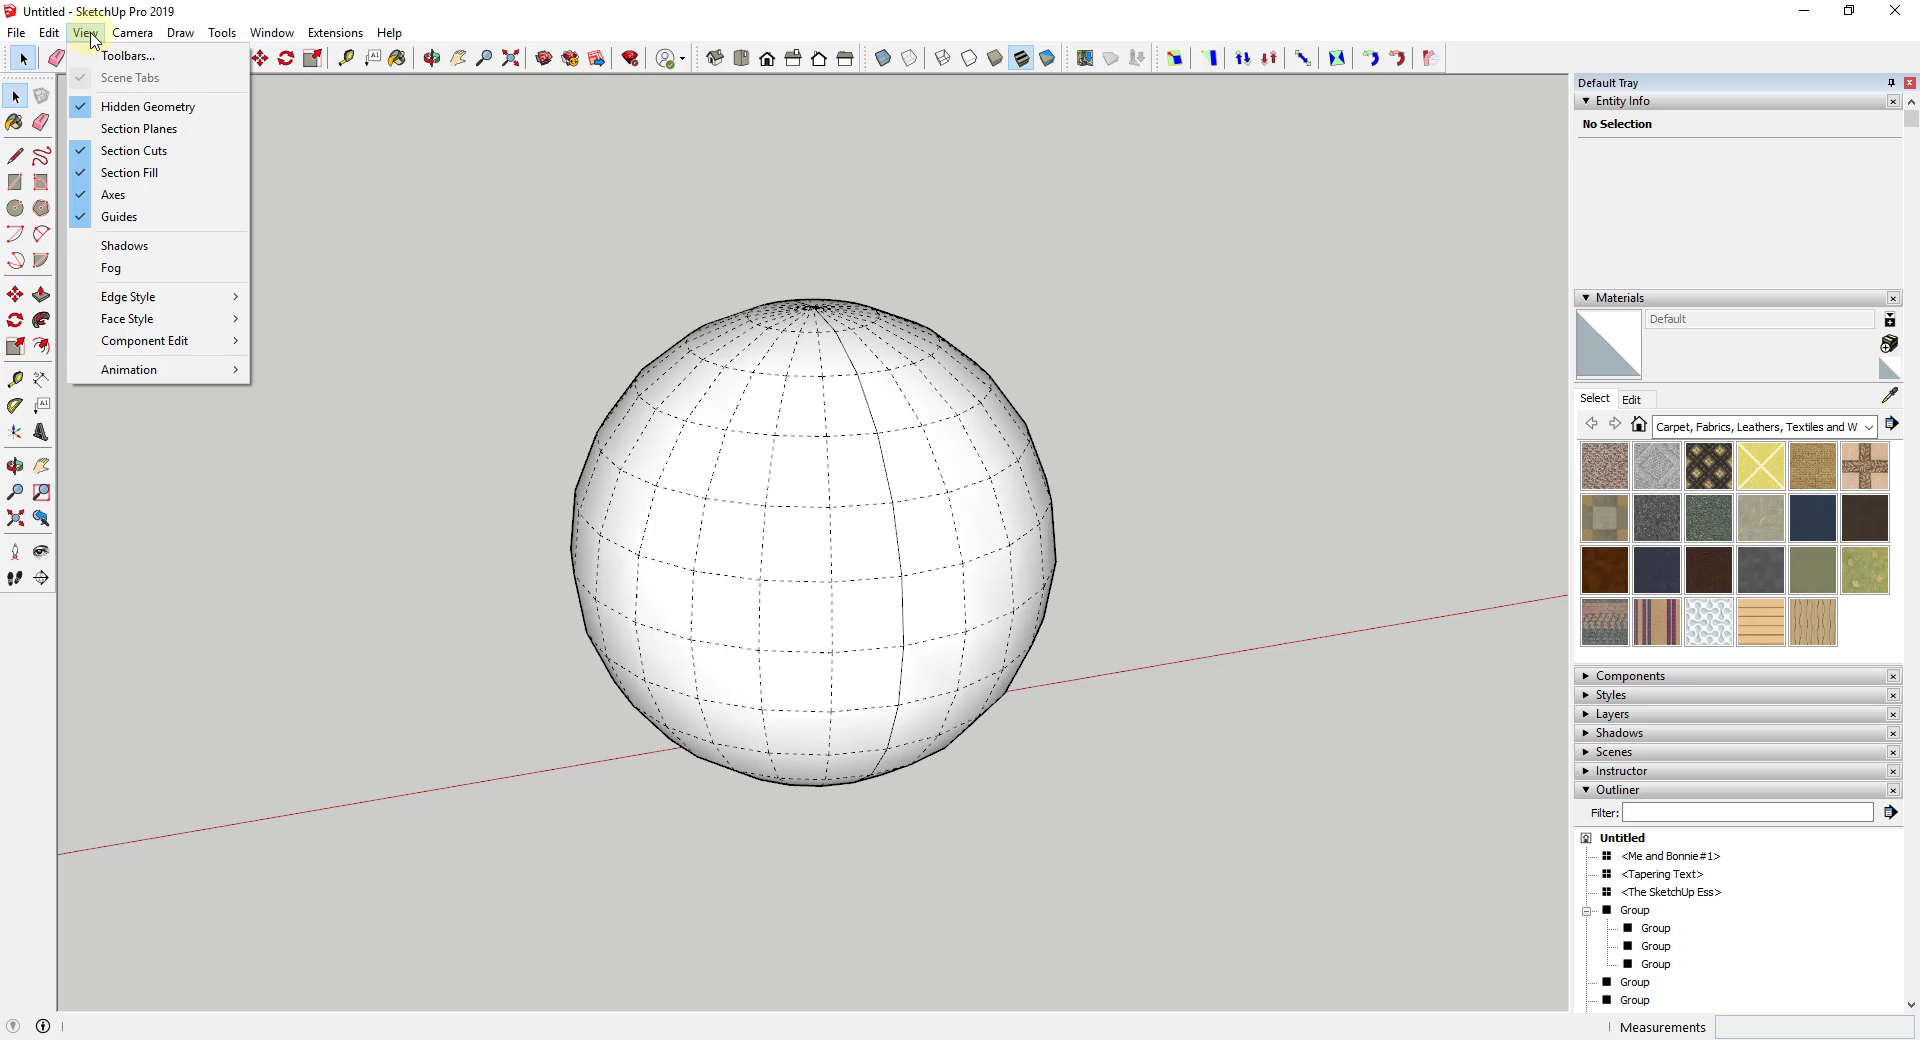 Untitled - SketchUp Pro 2019
File Edit View Camera Draw Tools Window Extensions Help
Toolbars...
Scene Tabs
Hidden Geometry
Section Planes
Section Cuts
Section Fill
Axes
Guides
Shadows
Fog
Edge Style
Face Style
Component Edit
Animation
Default Tray
Entity Info
No Selection
Materials
Default
Select Edit
Carpet, Fabrics, Leathers, Textiles and W
Components
Styles
Layers
Shadows
Scenes
Instructor
Outliner
Filter:
Untitled
<Me and Bonnie#1>
<Tapering Text>
<The SketchUp Ess>
Group
Group
Group
Group
Group
Group
Measurements